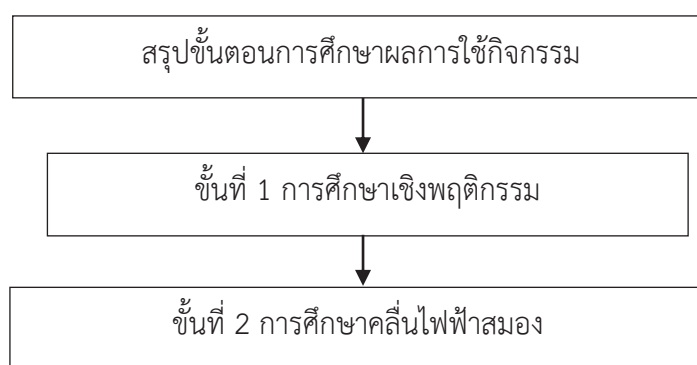 สรุปขั้นตอนการศึกษาผลการใช้กิจกรรม
ขั้นที่ 1 การศึกษาเชิงพฤติกรรม
ขั้นที่ 2 การศึกษาคลื่นไฟฟ้าสมอง